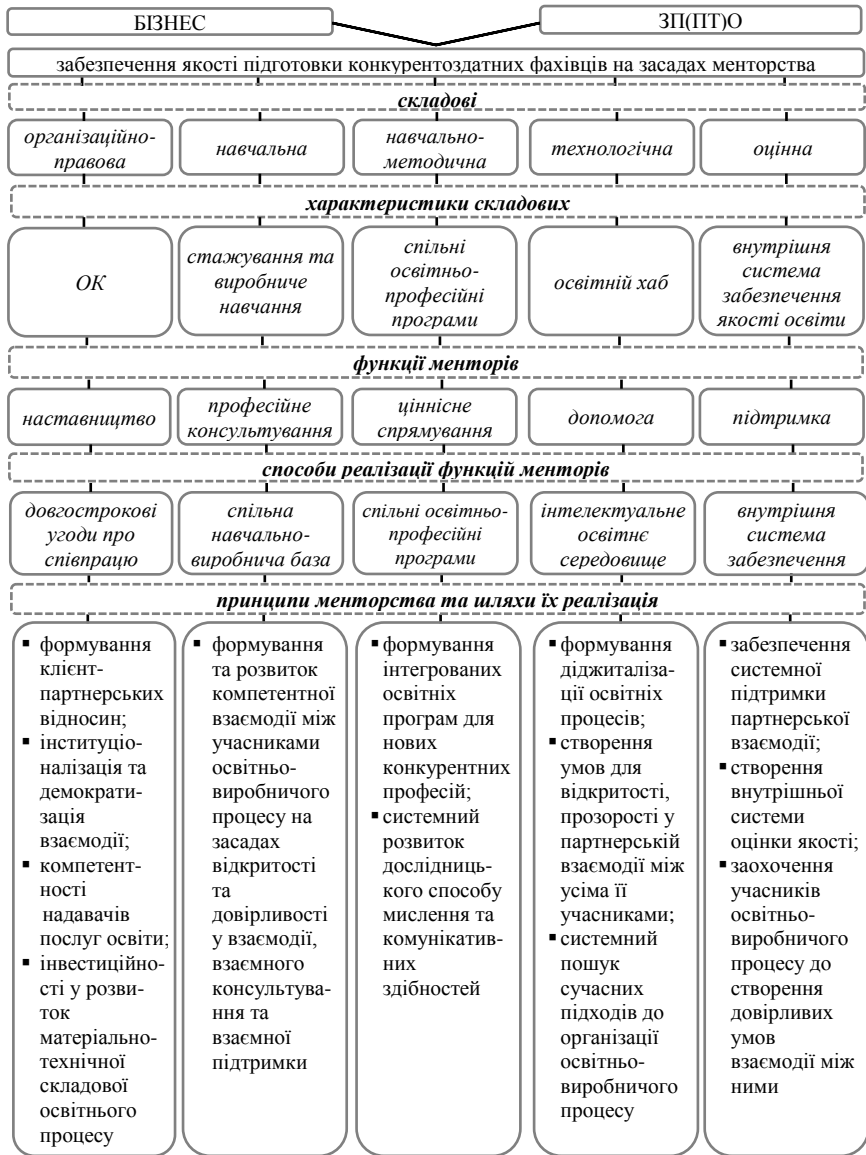 БІЗНЕС
ЗП(ПТ)О
забезпечення якості підготовки конкурентоздатних фахівців на засадах менторства
складові
організаційно-
правова
навчальна
навчально-
методична
технологічна
оцінна
характеристики складових
ОК
стажування та
виробниче
навчання
спільні
освітньо-
професійні
програми
освітній хаб
внутрішня
система
забезпечення
якості освіти
функції менторів
наставництво
професійне
консультування
ціннісне
спрямування
допомога
підтримка
способи реалізації функцій менторів
довгострокові
угоди про
співпрацю
спільна
навчально-
виробнича база
спільні освітньо-
професійні
програми
інтелектуальне
освітнє
середовище
внутрішня
система
забезпечення
принципи менторства та шляхи їх реалізація
▪ формування
клієнт-
партнерських
відносин;
▪ інституціо-
налізація та
демократи-
зація
взаємодії;
▪ компетент-
ності
надавачів
послуг освіти;
▪ інвестиційно-
сті у розви-
ток
матеріально-
технічної
складової
освітнього
процесу
▪ формування
та розвиток
компетентної
взаємодії між
учасниками
освітньо-
виробничого
процесу на
засадах
відкритості
та
довірливості
у взаємодії,
взаємного
консультува-
ння та
взаємної
підтримки
▪ формування
інтегрованих
освітніх
програм для
нових
конкурентних
професій;
▪ системний
розвиток
дослідниць-
кого способу
мислення та
комунікатив-
них
здібностей
▪ формування
діджиталіза-
ції освітніх
процесів;
▪ створення
умов для
відкритості,
прозорості у
партнерській
взаємодії між
усіма її
учасниками;
▪ системний
пошук
сучасних
підходів до
організації
освітньо-
виробничого
процесу
▪ забезпечення
системної
підтримки
партнерської
взаємодії;
▪ створення
внутрішньої
системи
оцінки якості;
▪ заохочення
учасників
освітньо-
виробничого
процесу до
створення
довірливих
умов
взаємодії між
ними